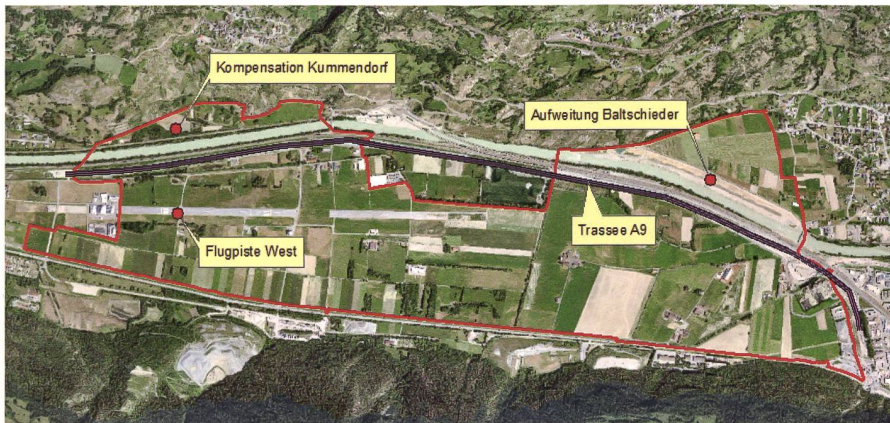 Kompensation Kummendorf
Aufweitung Baltschieder
Trassee A9
Flugpiste West